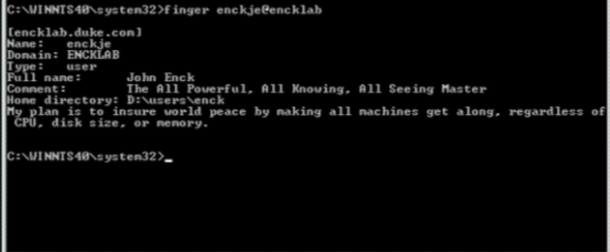 C:\WINNTS40\system32>finger enckje@encklab
[encklab.duke.com]
Name: enckje
Domain: ENCKLAB
Type: user
Full name: John Enck
Comment: The All Powerful, All Knowing, All Seeing Master
Home directory: D:\users\enck
My plan is to insure world peace by making all machines get along, regardless of
CPU, disk size, or memory.
C:\WINNTS40\system32>_